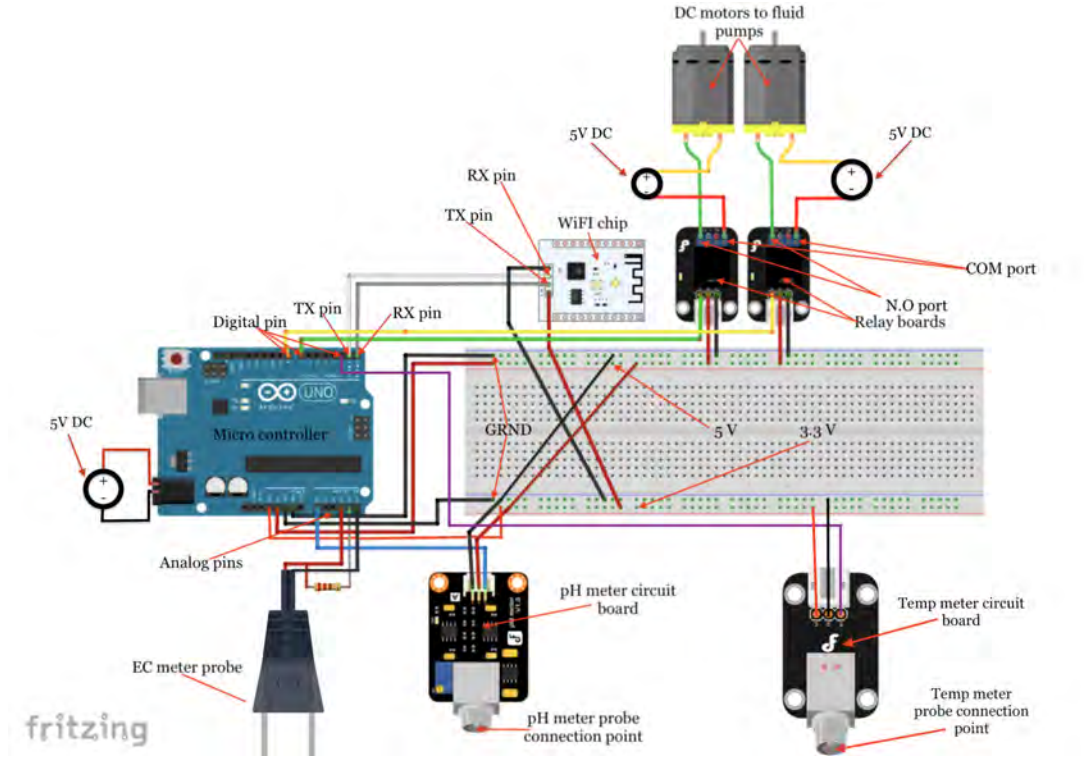 DC motors to fluid
pumps
5V DC
5V DC
RX pin
TX pin
WiFI chip
COM port
N.O port
Relay boards
TX pin
RX pin
Digital pin
UNO
ARDUINO
Micro controller
5V DC
GRND
5 V
3.3 V
Analog pins
pH meter circuit
board
Temp meter circuit
board
EC meter probe
pH meter probe
connection point
Temp meter
probe connection
point
fritzing